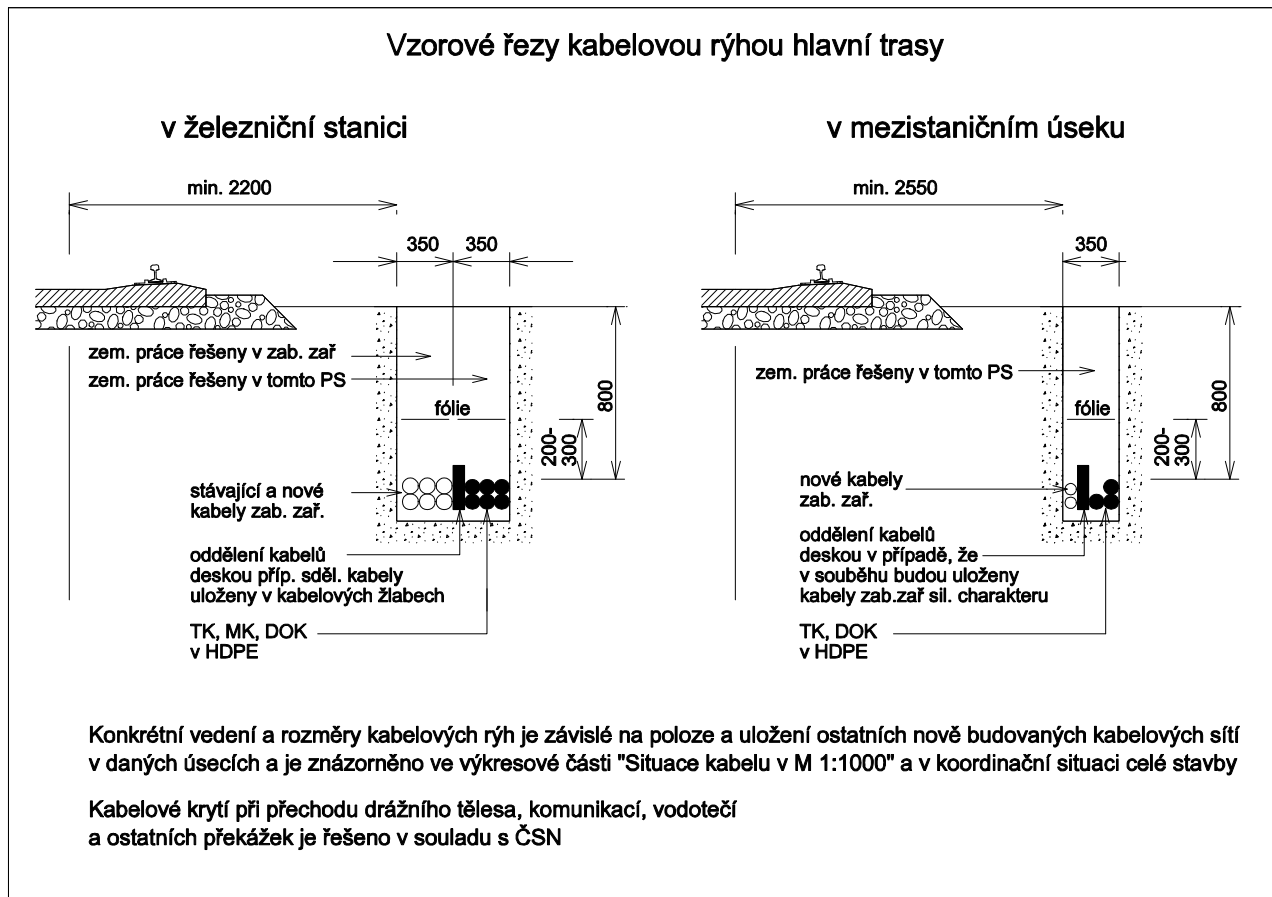 Vzorové řezy kabelovou rýhou hlavní trasy
v železniční stanici
min. 2200
350
350
zem. práce řešeny v zab. zař
zem. práce řešeny v tomto PS
fólie
800
200-
300
stávající a nové
kabely zab. zař.
oddělení kabelů
deskou příp. sděl. kabely
uloženy v kabelových žlabech
TK, MK, DOK
v HDPE
v mezistaničním úseku
min. 2550
350
zem. práce řešeny v tomto PS
fólie
800
200-
300
nové kabely
zab. zař.
oddělení kabelů
deskou v případě, že
v souběhu budou uloženy
kabely zab.zař sil. charakteru
TK, DOK
v HDPE
Konkrétní vedení a rozměry kabelových rýh je závislé na poloze a uložení ostatních nově budovaných kabelových sítí
v daných úsecích a je znázorněno ve výkresové části "Situace kabelu v M 1:1000" a v koordinační situaci celé stavby
Kabelové krytí při přechodu drážního tělesa, komunikací, vodotečí
a ostatních překážek je řešeno v souladu s ČSN